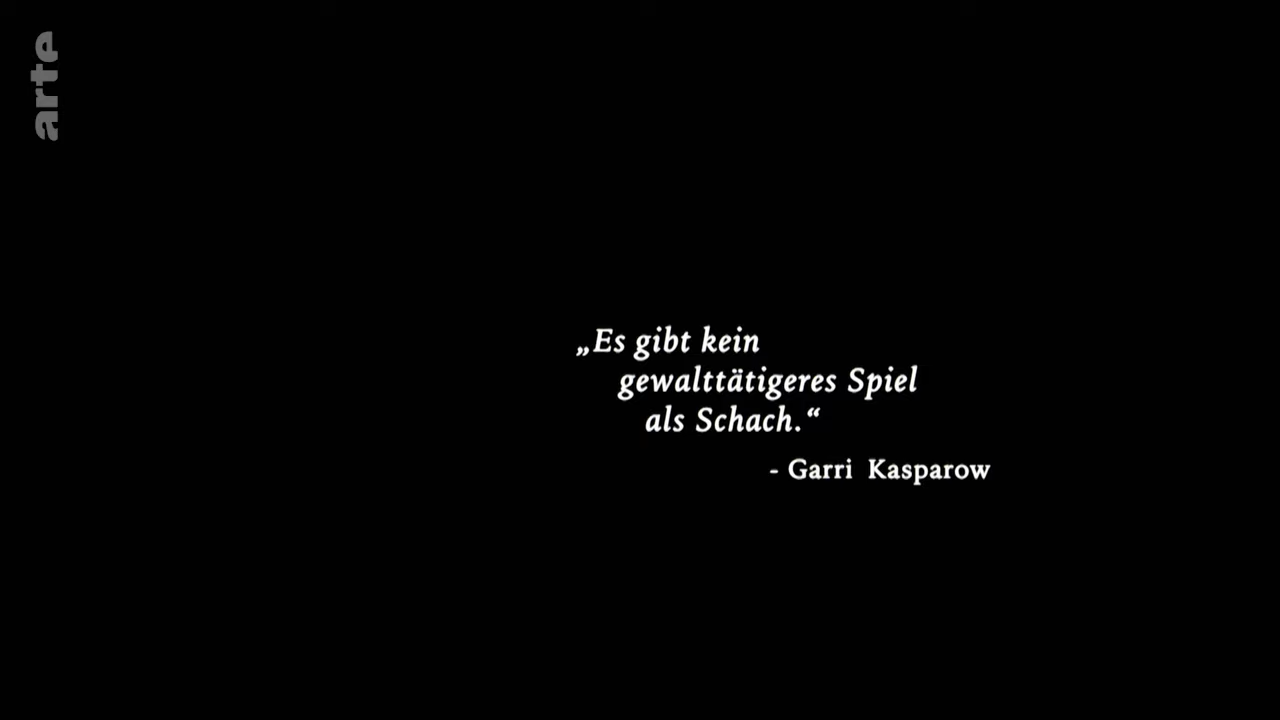 arte
„Es gibt kein
gewalttätigeres Spiel
als Schach.“
- Garri Kasparow